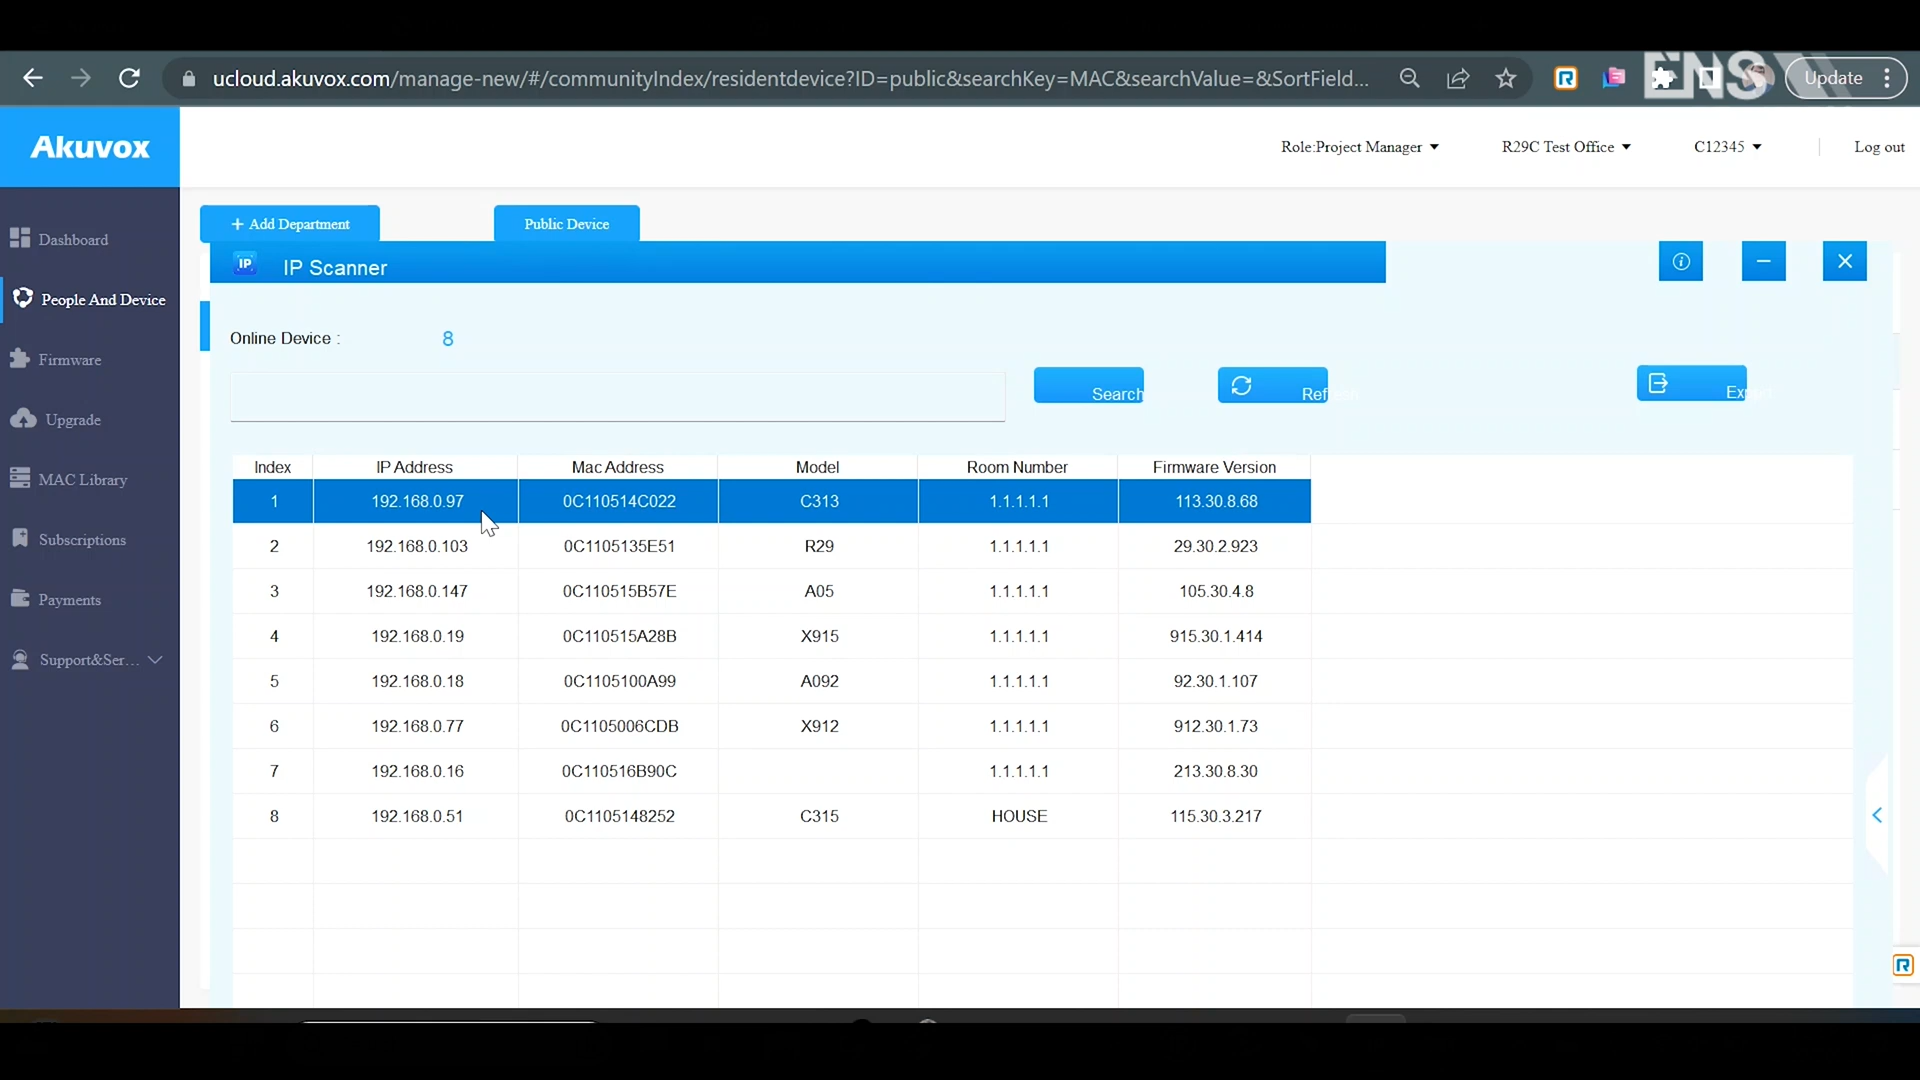 ucloud.akuvox.com/manage-new/#/communityIndex/residentdevice?ID=public&searchKey=MAC&searchValue=&SortField...
ENS
Update
Akuvox
Role:Project Manager
R29C Test Office
C12345
Log out
Dashboard
People And Device
Firmware
Upgrade
MAC Library
Subscriptions
Payments
Support&Ser...
+ Add Department
Public Device
IP
IP Scanner
Online Device : 8
Search
Refresh
Export
Index IP Address Mac Address Model Room Number Firmware Version
1 192.168.0.97 0C110514C022 C313 1.1.1.1.1 113.30.8.68
2 192.168.0.103 0C1105135E51 R29 1.1.1.1.1 29.30.2.923
3 192.168.0.147 0C110515B57E A05 1.1.1.1.1 105.30.4.8
4 192.168.0.19 0C110515A28B X915 1.1.1.1.1 915.30.1.414
5 192.168.0.18 0C1105100A99 A092 1.1.1.1.1 92.30.1.107
6 192.168.0.77 0C1105006CDB X912 1.1.1.1.1 912.30.1.73
7 192.168.0.16 0C110516B90C 1.1.1.1.1 213.30.8.30
8 192.168.0.51 0C1105148252 C315 HOUSE 115.30.3.217